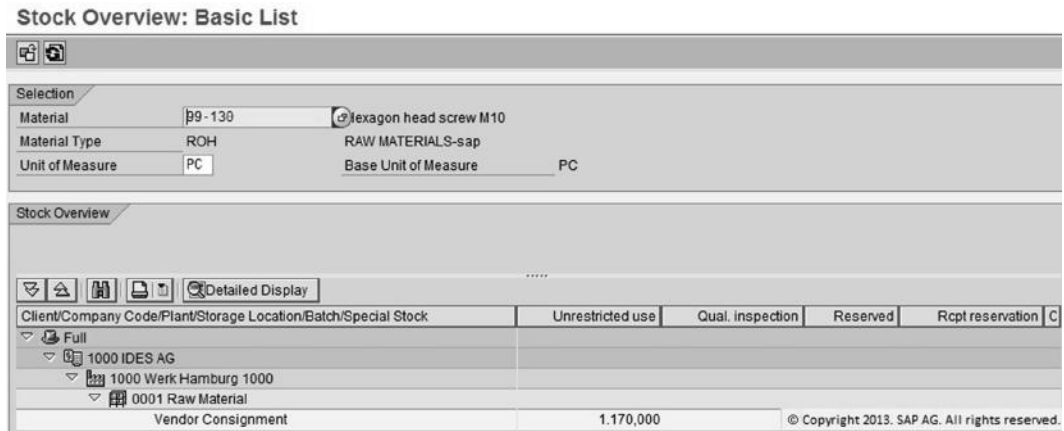 Stock Overview: Basic List
Selection
Material 99-130 Hexagon head screw M10
Material Type ROH RAW MATERIALS-sap
Unit of Measure PC Base Unit of Measure PC
Stock Overview
Detailed Display
Client/Company Code/Plant/Storage Location/Batch/Special Stock Unrestricted use Qual. inspection Reserved Rcpt reservation C
Full
1000 IDES AG
1000 Werk Hamburg 1000
0001 Raw Material
Vendor Consignment 1.170,000 © Copyright 2013. SAP AG. All rights reserved.